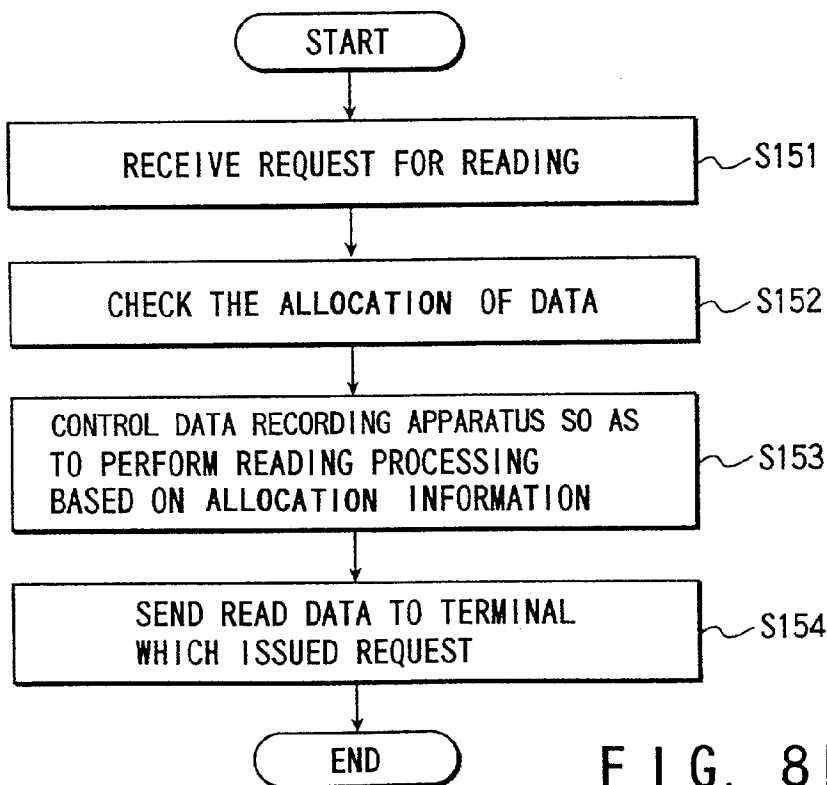 START
RECEIVE REQUEST FOR READING
S151
CHECK THE ALLOCATION OF DATA
S152
CONTROL DATA RECORDING APPARATUS SO AS
TO PERFORM READING PROCESSING
BASED ON ALLOCATION INFORMATION
S153
SEND READ DATA TO TERMINAL
WHICH ISSUED REQUEST
S154
END
FIG.